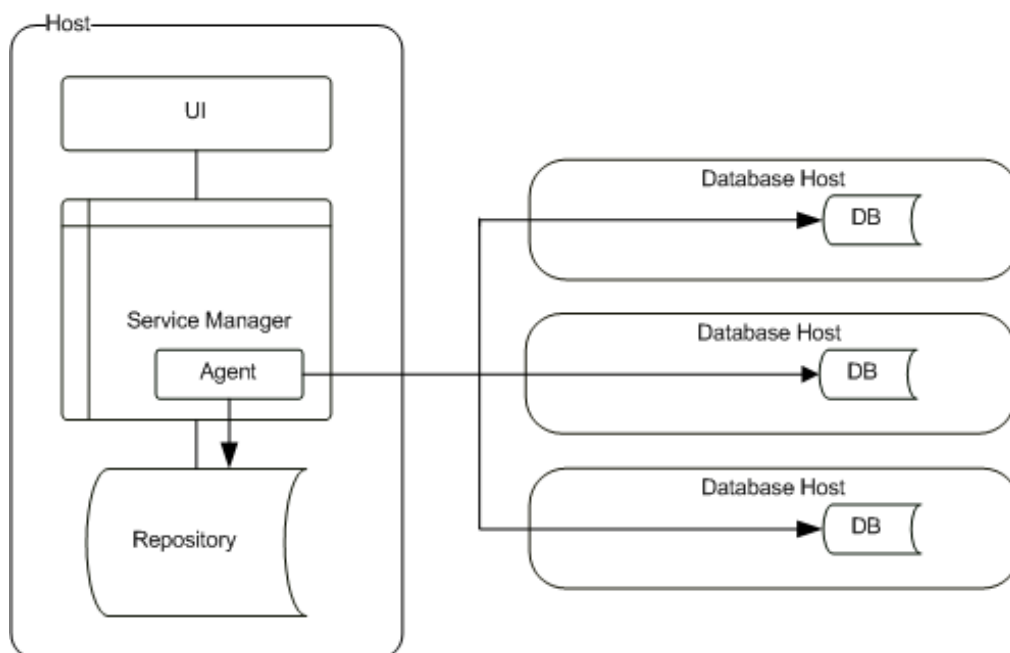 Host
UI
Service Manager
Agent
Repository
Database Host
DB
Database Host
DB
Database Host
DB